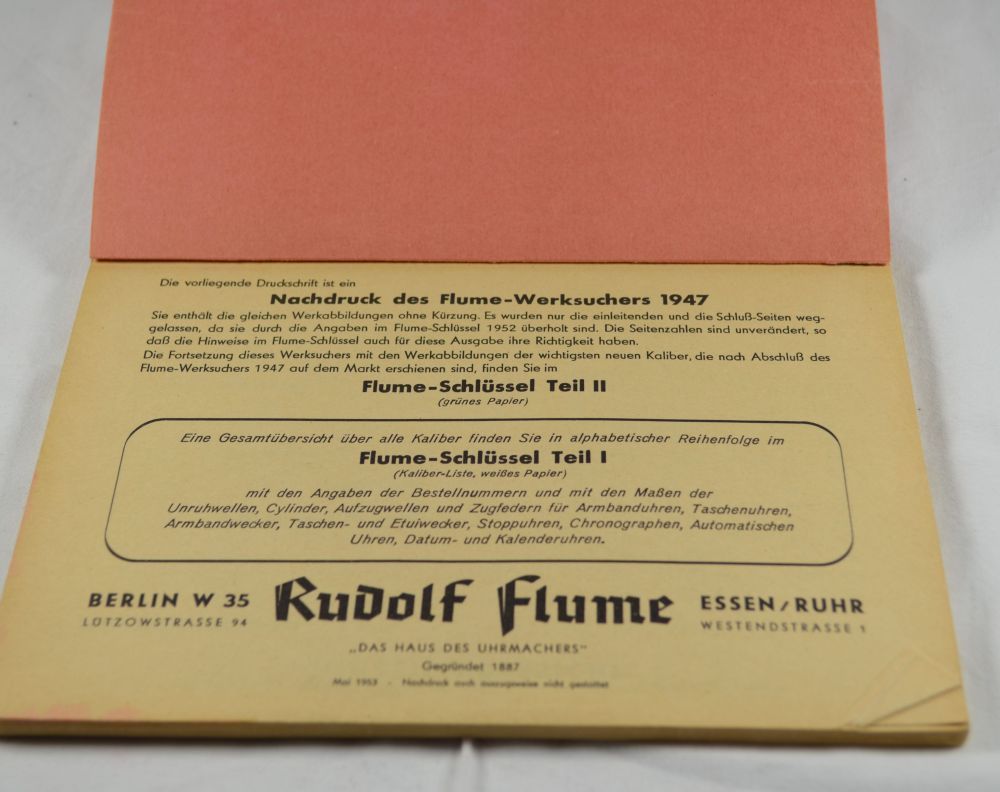 Die vorliegende Druckschrift ist ein
Nachdruck des Flume-Werksuchers 1947
Sie enthält die gleichen Werkabbildungen ohne Kürzung. Es wurden nur die einleitenden und die Schluß-Seiten weg-
gelassen, da sie durch die Angaben im Flume-Schlüssel 1952 überholt sind. Die Seitenzahlen sind unverändert, so
daß die Hinweise im Flume-Schlüssel auch für diese Ausgabe ihre Richtigkeit haben.
Die Fortsetzung dieses Werksuchers mit den Werkabbildungen der wichtigsten neuen Kaliber, die nach Abschluß des
Flume-Werksuchers 1947 auf dem Markt erschienen sind, finden Sie im
Flume-Schlüssel Teil II
(grünes Papier)
Eine Gesamtübersicht über alle Kaliber finden Sie in alphabetischer Reihenfolge im
Flume-Schlüssel Teil I
(Kaliber-Liste, weißes Papier)
mit den Angaben der Bestellnummern und mit den Maßen der
Unruhwellen, Cylinder, Aufzugwellen und Zugfedern für Armbanduhren, Taschenuhren,
Armbandwecker, Taschen- und Etuiwecker, Stoppuhren, Chronographen, Automatischen
Uhren, Datum- und Kalenderuhren.
BERLIN W 35 Rudolf Flume ESSEN/RUHR
LÜTZOWSTRASSE 94 WESTENDSTRASSE 1
„DAS HAUS DES UHRMACHERS"
Gegründet 1887
Mai 1953 - Nachdruck auch auszugsweise nicht gestattet